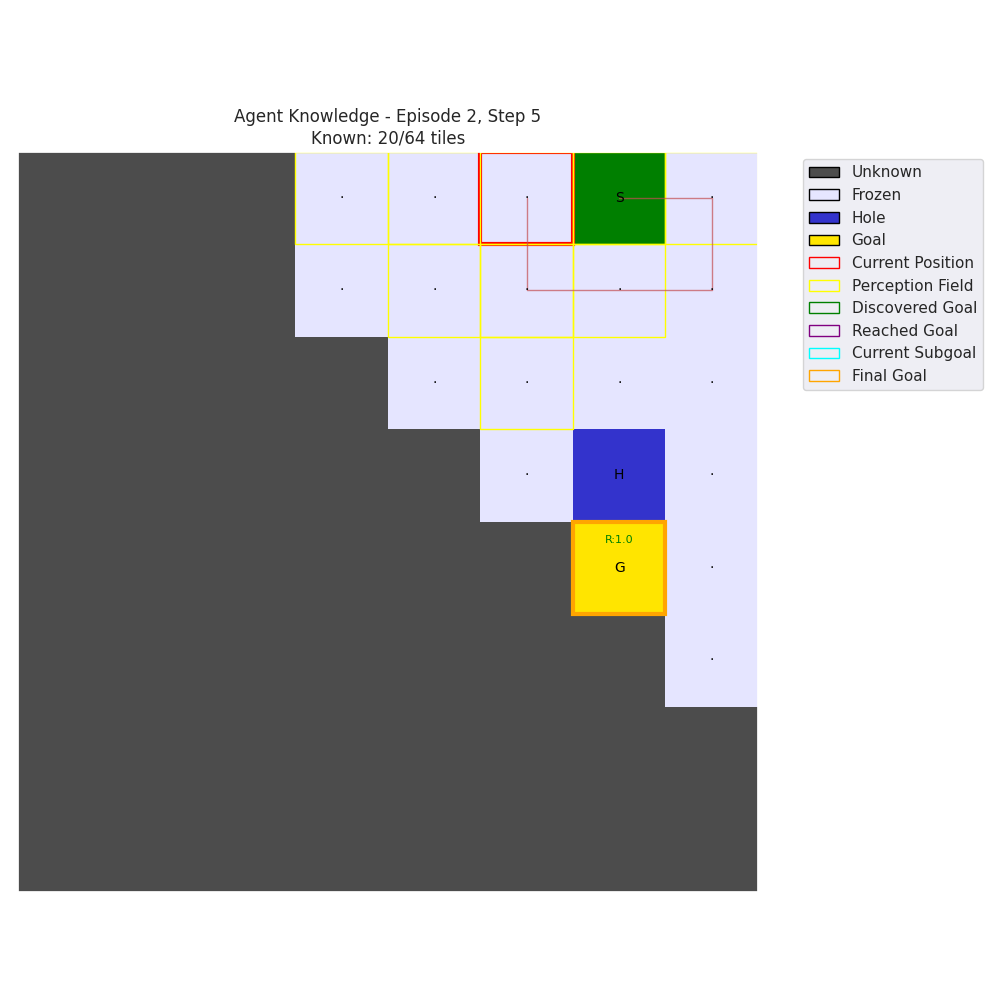 Agent Knowledge - Episode 2, Step 5
Known: 20/64 tiles
S
H
R:1.0
G
Unknown
Frozen
Hole
Goal
Current Position
Perception Field
Discovered Goal
Reached Goal
Current Subgoal
Final Goal